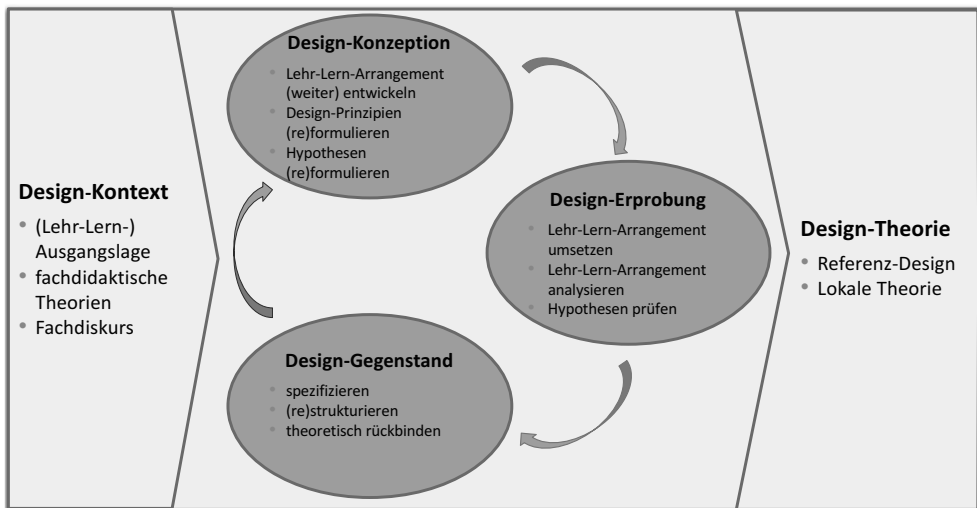 Design-Kontext
(Lehr-Lern-)
Ausgangslage
fachdidaktische
Theorien
Fachdiskurs
Design-Konzeption
Lehr-Lern-Arrangement
(weiter) entwickeln
Design-Prinzipien
(re)formulieren
Hypothesen
(re)formulieren
Design-Erprobung
Lehr-Lern-Arrangement
umsetzen
Lehr-Lern-Arrangement
analysieren
Hypothesen prüfen
Design-Gegenstand
spezifizieren
(re)strukturieren
theoretisch rückbinden
Design-Theorie
Referenz-Design
Lokale Theorie